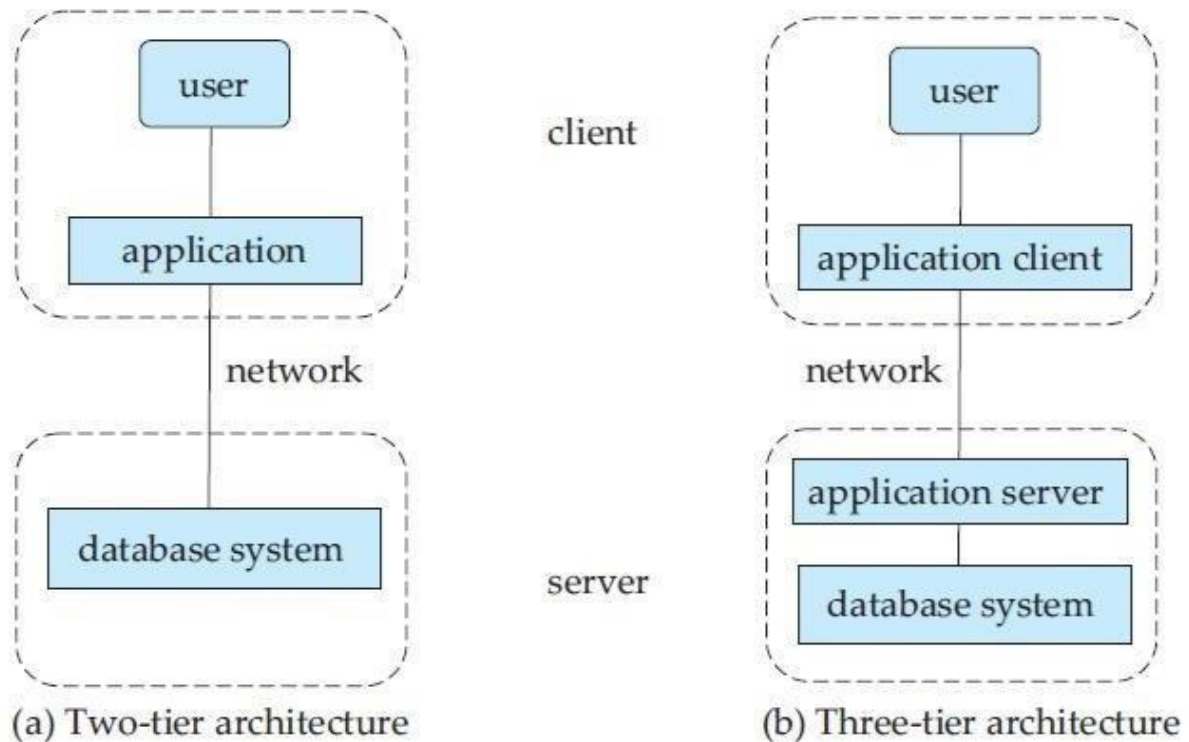 user
application
network
database system
(a) Two-tier architecture
client
server
user
application client
network
application server
database system
(b) Three-tier architecture